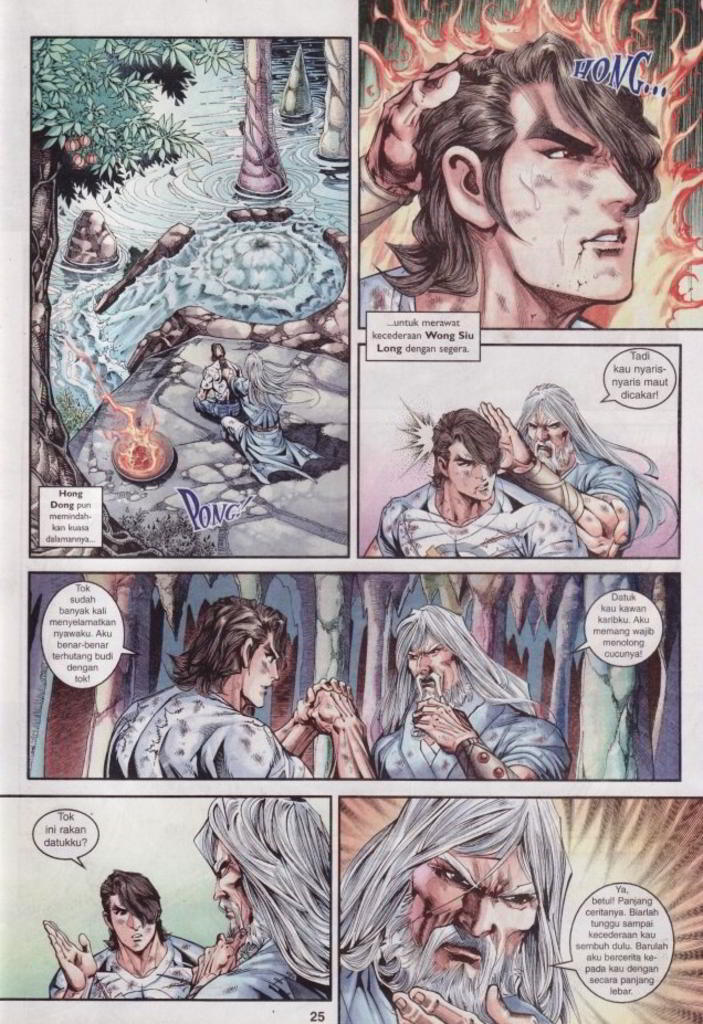 Hong
Dong pun
memindah-
kan kuasa
dalamannya...
PONG!
HONG...
...untuk merawat
kecederaan Wong Siu
Long dengan segera.
Tadi
kau nyaris-
nyaris maut
dicakar!
Tok
sudah
banyak kali
menyelamatkan
nyawaku. Aku
benar-benar
terhutang budi
dengan
tok!
Datuk
kau kawan
karibku. Aku
memang wajib
menolong
cucunya!
Tok
ini rakan
datukku?
Ya,
betul! Panjang
ceritanya. Biarlah
tunggu sampai
kecederaan kau
sembuh dulu. Barulah
aku bercerita ke-
pada kau dengan
secara panjang
lebar.
25